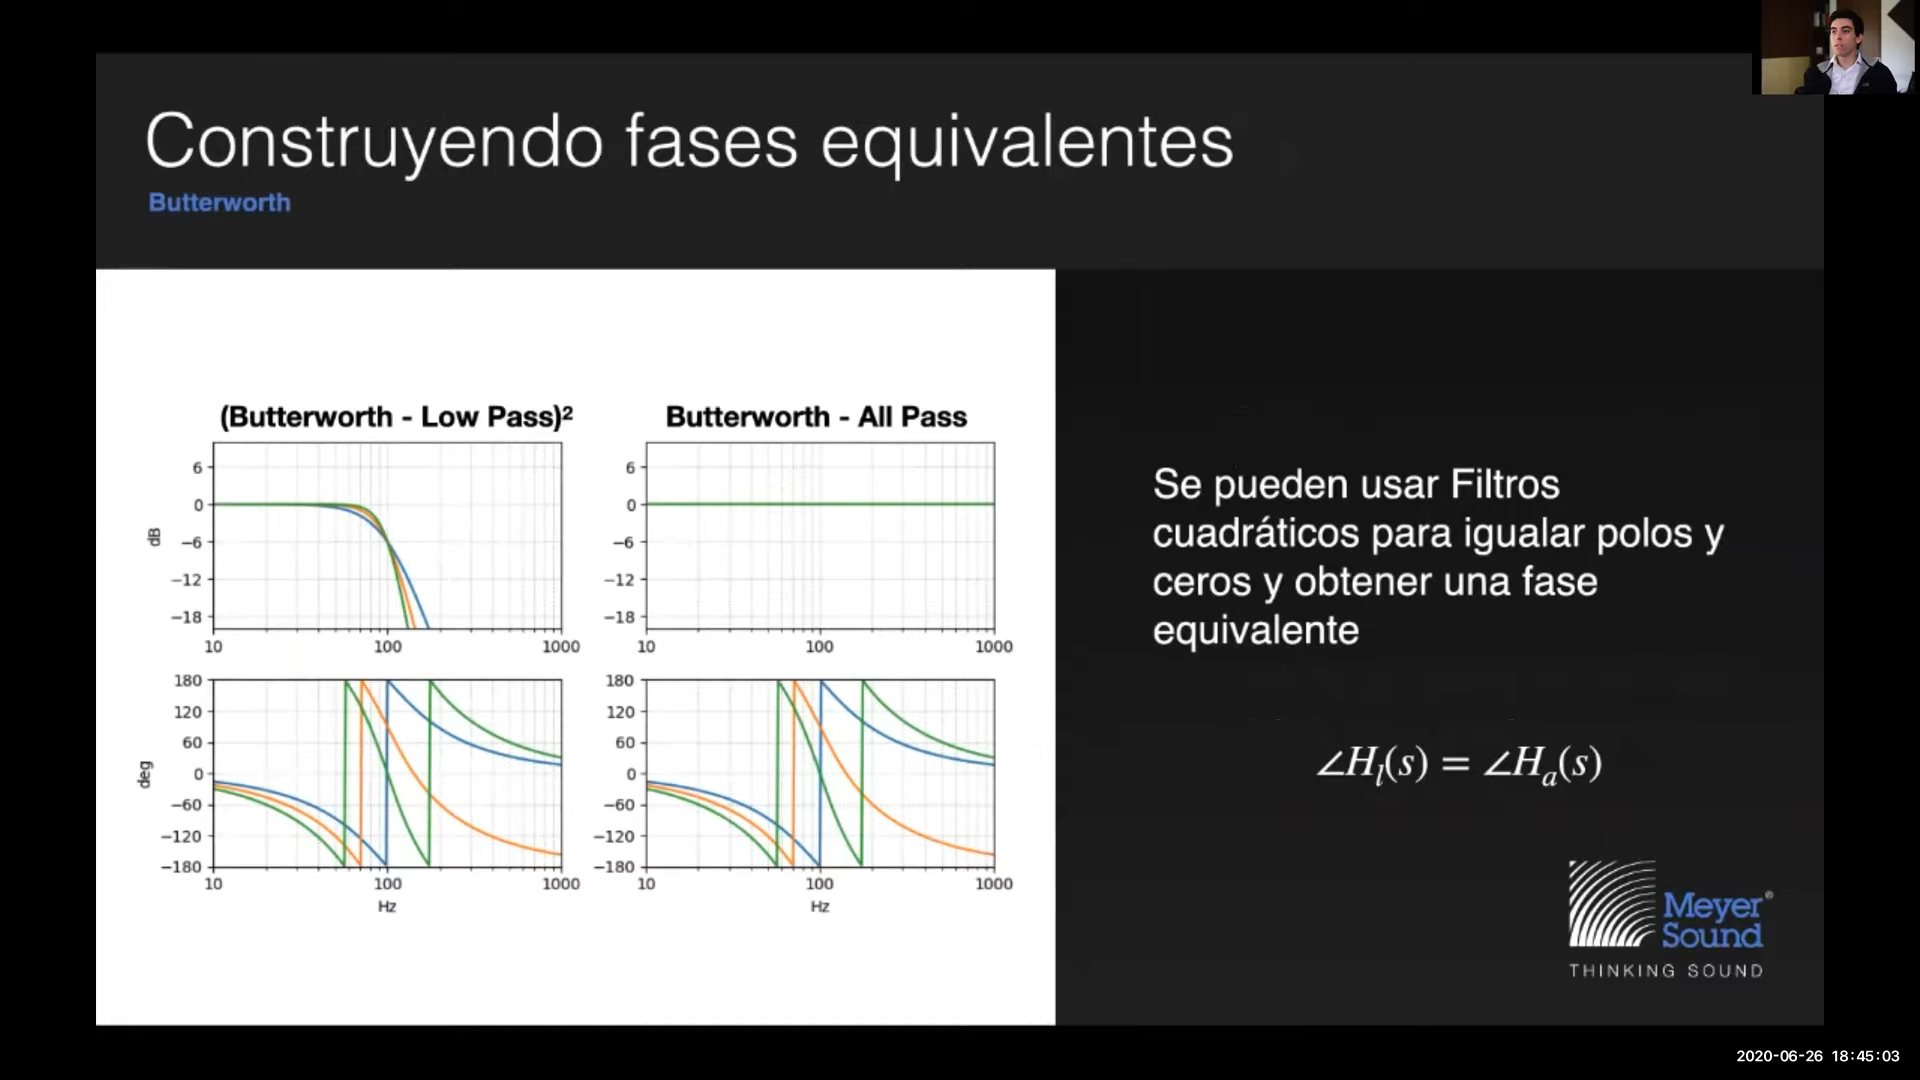 Construyendo fases equivalentes
Butterworth
(Butterworth - Low Pass)²
Butterworth - All Pass
dB
6
0
−6
−12
−18
10
100
1000
6
0
−6
−12
−18
10
100
1000
deg
180
120
60
0
−60
−120
−180
10
100
1000
Hz
180
120
60
0
−60
−120
−180
10
100
1000
Hz
Se pueden usar Filtros
cuadráticos para igualar polos y
ceros y obtener una fase
equivalente
∠Hₗ(s) = ∠Hₐ(s)
Meyer®
Sound
THINKING SOUND
2020-06-26 18:45:03